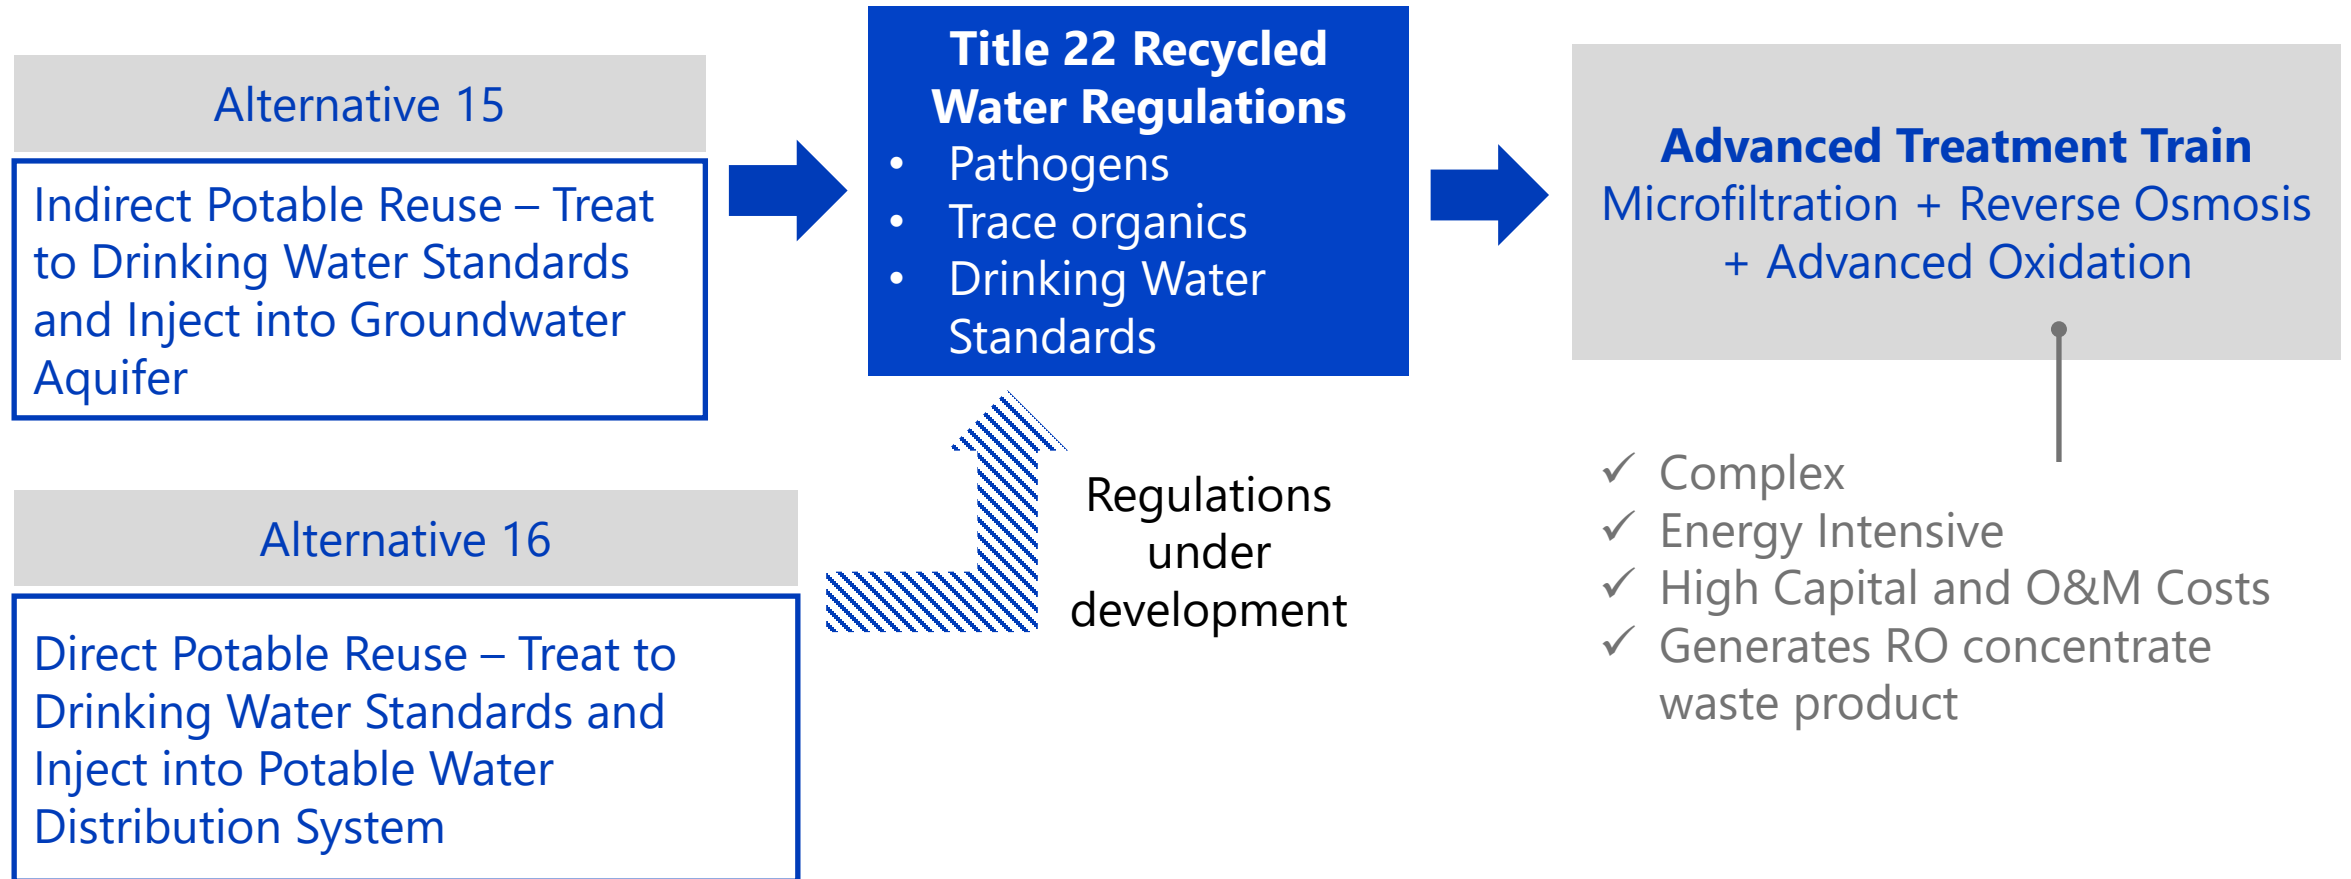 Alternative 15
Indirect Potable Reuse – Treat
to Drinking Water Standards
and Inject into Groundwater
Aquifer
Alternative 16
Direct Potable Reuse – Treat to
Drinking Water Standards and
Inject into Potable Water
Distribution System
Title 22 Recycled
Water Regulations
• Pathogens
• Trace organics
• Drinking Water
Standards
Regulations
under
development
Advanced Treatment Train
Microfiltration + Reverse Osmosis
+ Advanced Oxidation
✓ Complex
✓ Energy Intensive
✓ High Capital and O&M Costs
✓ Generates RO concentrate
waste product